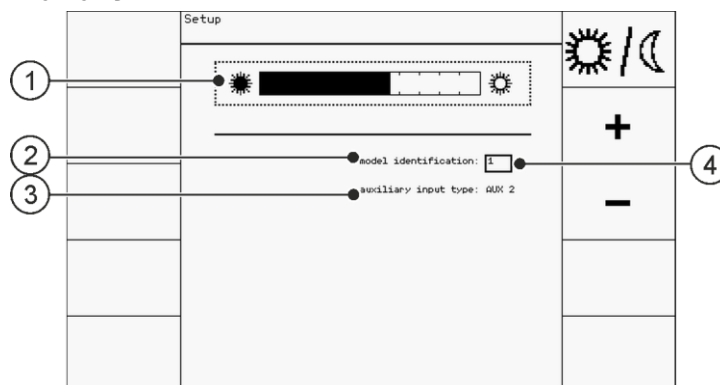 Setup
1
+
2
model identification: 1
4
3
auxiliary input type: AUX 2
−